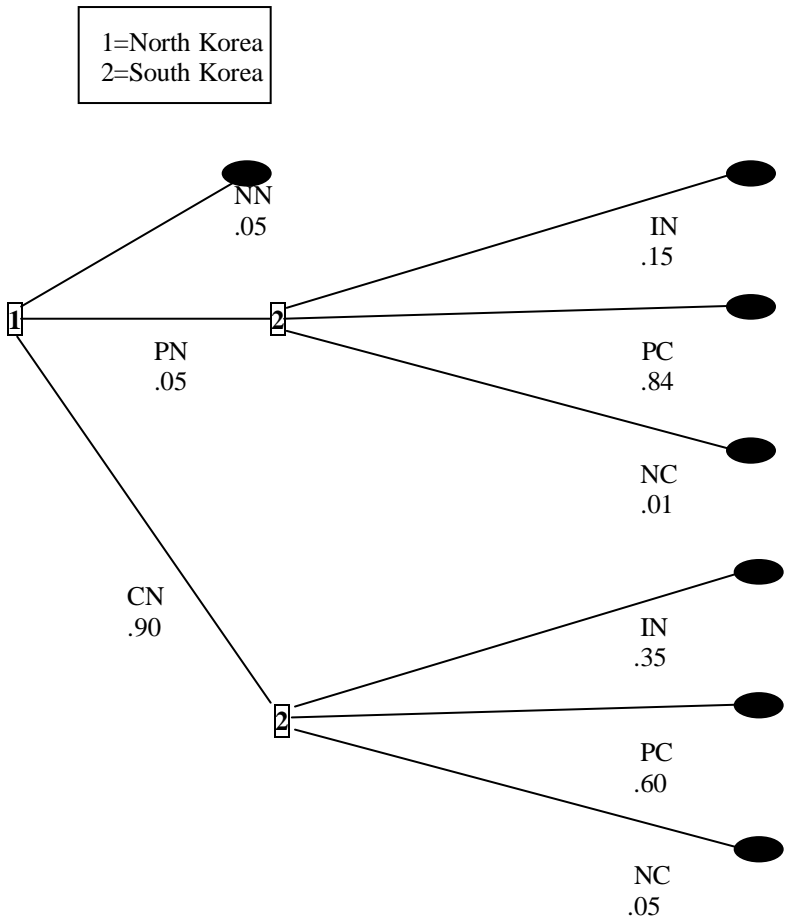 1=North Korea
2=South Korea
NN
.05
IN
.15
1
2
PN
.05
PC
.84
NC
.01
CN
.90
IN
.35
2
PC
.60
NC
.05